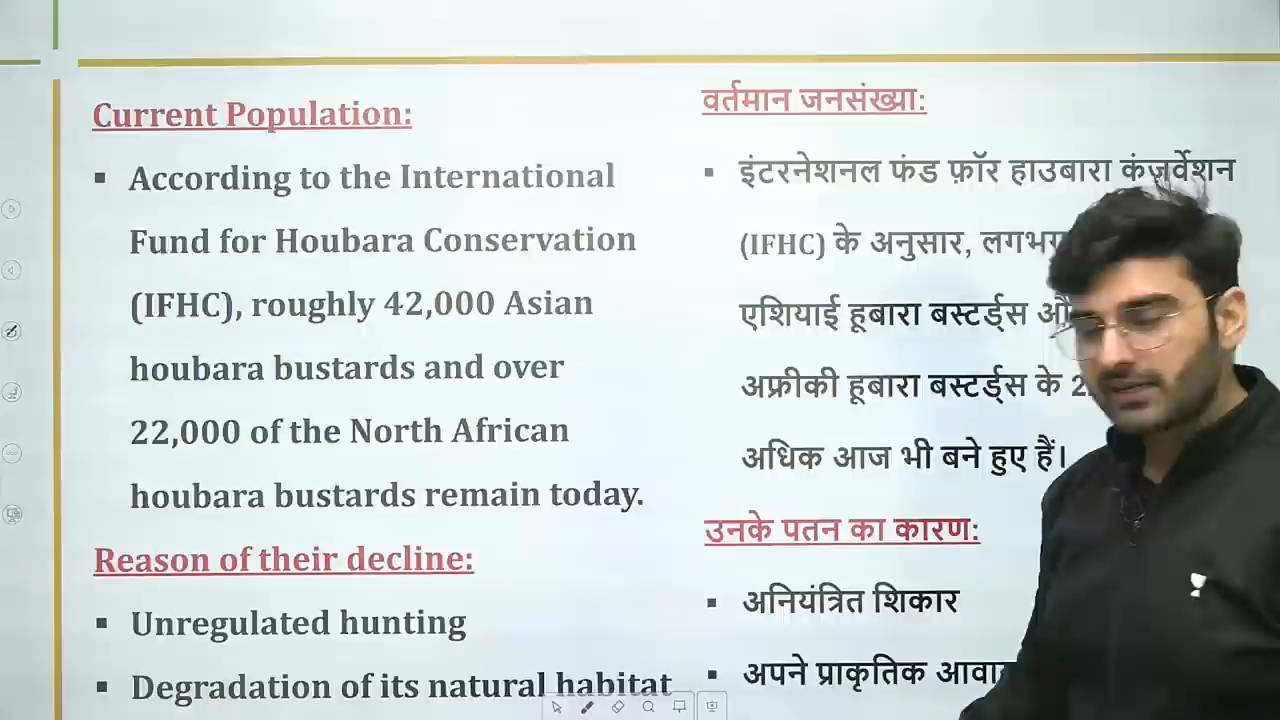 Current Population:
▪ According to the International
Fund for Houbara Conservation
(IFHC), roughly 42,000 Asian
houbara bustards and over
22,000 of the North African
houbara bustards remain today.
Reason of their decline:
▪ Unregulated hunting
▪ Degradation of its natural habitat
वर्तमान जनसंख्या:
▪ इंटरनेशनल फंड फ़ॉर हाउबारा कंज़र्वेशन
(IFHC) के अनुसार, लगभग
एशियाई हूबारा बस्टर्ड्स
अफ्रीकी हूबारा बस्टर्ड्स के
अधिक आज भी बने हुए हैं।
उनके पतन का कारण:
▪ अनियंत्रित शिकार
▪ अपने प्राकृतिक